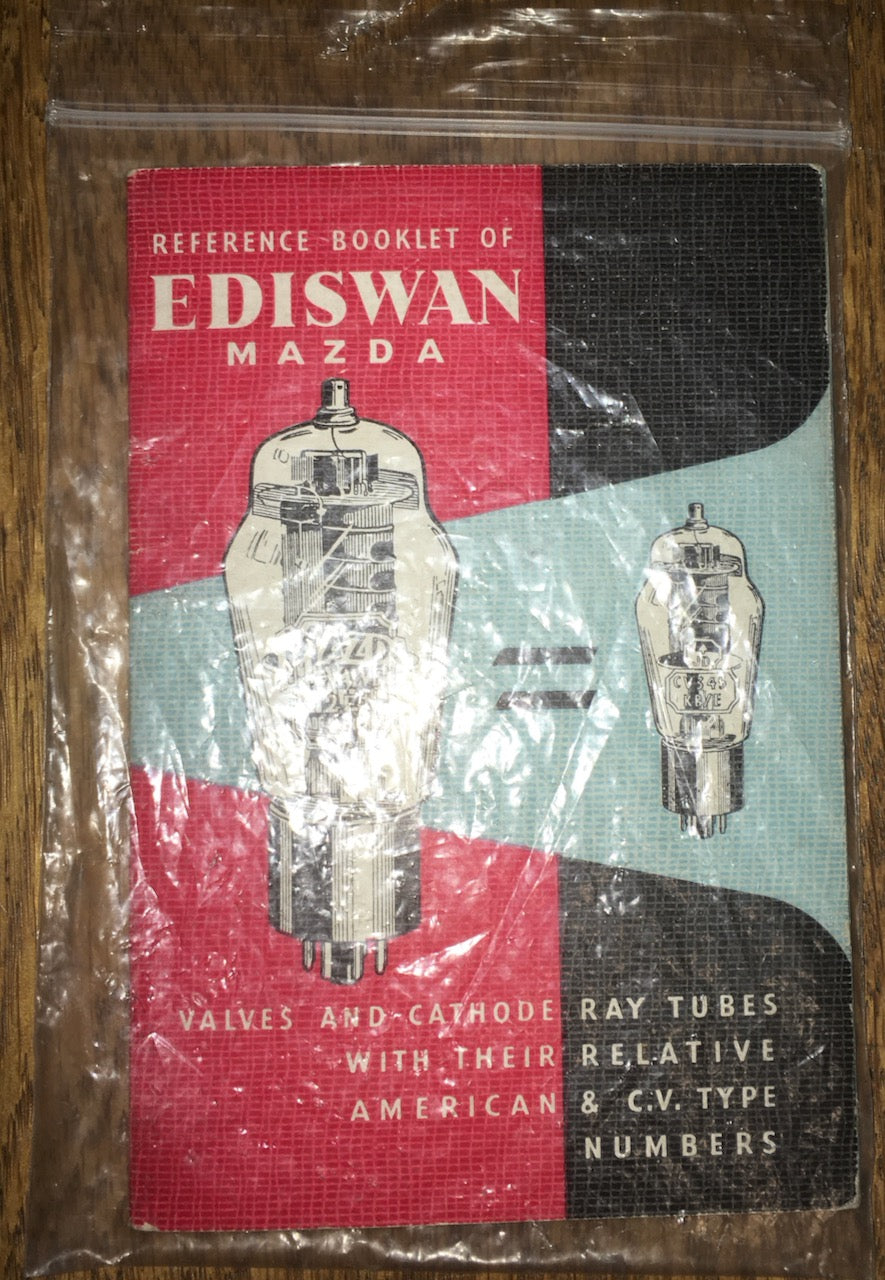 REFERENCE BOOKLET OF
EDISWAN
MAZDA
VALVES AND CATHODE RAY TUBES
WITH THEIR RELATIVE
AMERICAN & C.V. TYPE
NUMBERS